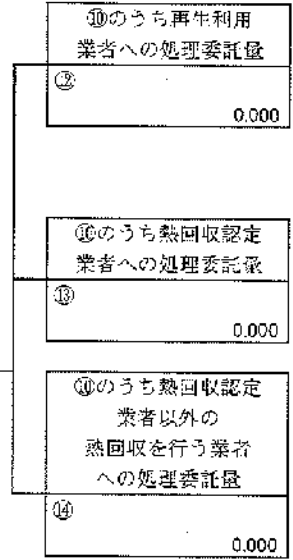 ⑩のうち再生利用
業者への処理委託量
⑫
0.000
⑩のうち熱回収認定
業者への処理委託量
⑬
0.000
⑩のうち熱回収認定
業者以外の
熱回収を行う業者
への処理委託量
⑭
0.000